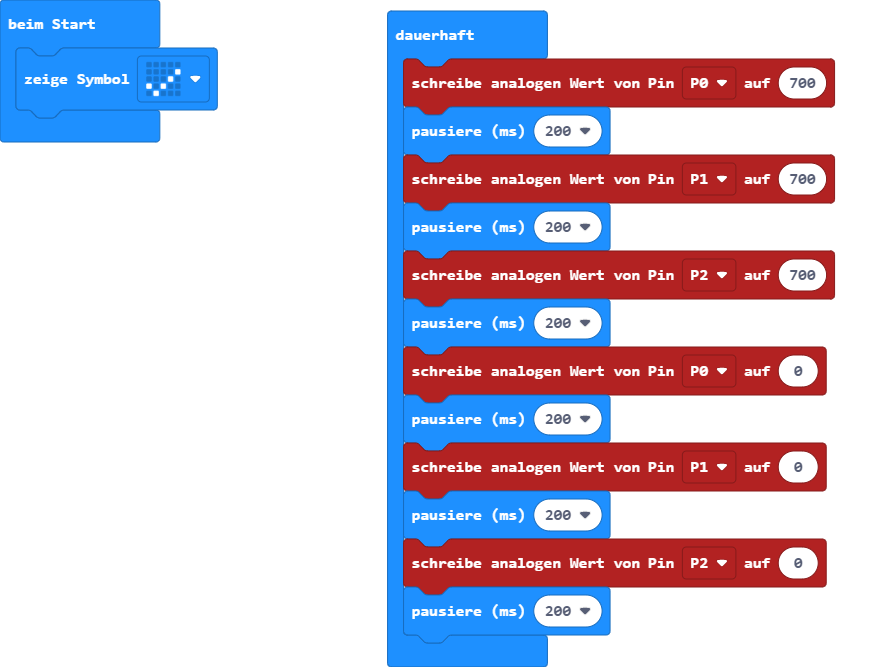 beim Start
zeige Symbol
dauerhaft
schreibe analogen Wert von Pin P0 auf 700
pausiere (ms) 200
schreibe analogen Wert von Pin P1 auf 700
pausiere (ms) 200
schreibe analogen Wert von Pin P2 auf 700
pausiere (ms) 200
schreibe analogen Wert von Pin P0 auf 0
pausiere (ms) 200
schreibe analogen Wert von Pin P1 auf 0
pausiere (ms) 200
schreibe analogen Wert von Pin P2 auf 0
pausiere (ms) 200